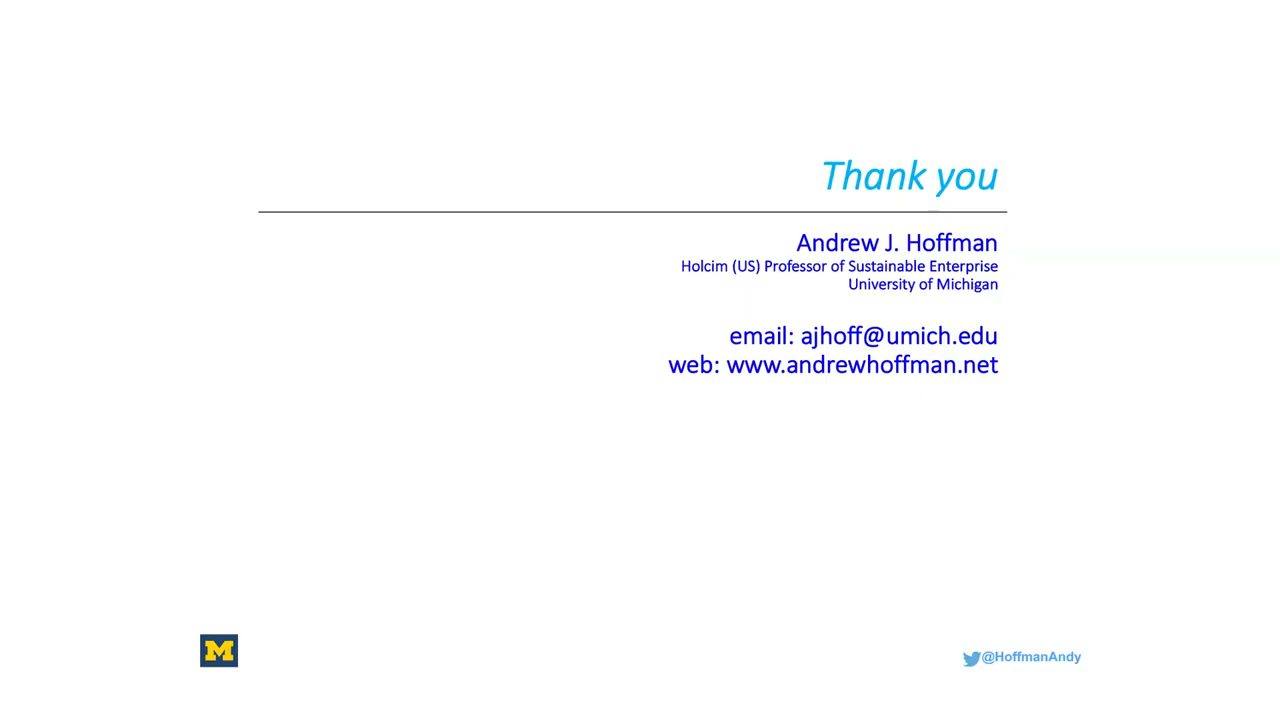 Thank you
Andrew J. Hoffman
Holcim (US) Professor of Sustainable Enterprise
University of Michigan
email: ajhoff@umich.edu
web: www.andrewhoffman.net
M
@HoffmanAndy